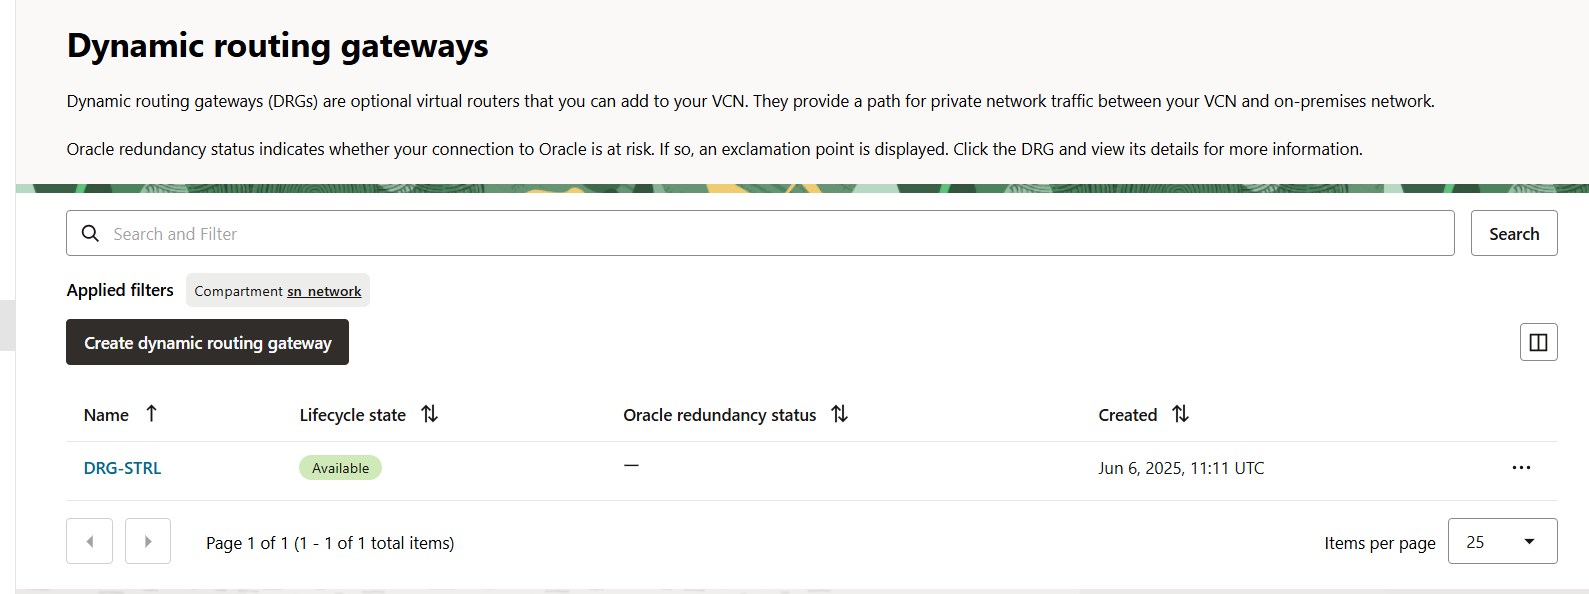 Dynamic routing gateways
Dynamic routing gateways (DRGs) are optional virtual routers that you can add to your VCN. They provide a path for private network traffic between your VCN and on-premises network.
Oracle redundancy status indicates whether your connection to Oracle is at risk. If so, an exclamation point is displayed. Click the DRG and view its details for more information.
Search and Filter Search
Applied filters Compartment sn_network
Create dynamic routing gateway
Name Lifecycle state Oracle redundancy status Created
DRG-STRL Available — Jun 6, 2025, 11:11 UTC
Page 1 of 1 (1 - 1 of 1 total items) Items per page 25